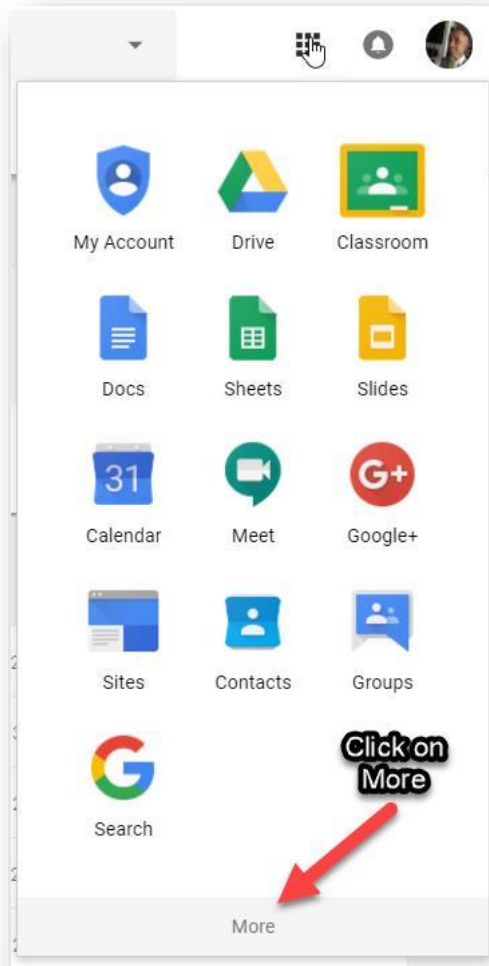 My Account Drive Classroom
Docs Sheets Slides
31 G+
Calendar Meet Google+
Sites Contacts Groups
G
Click on
More
Search
More